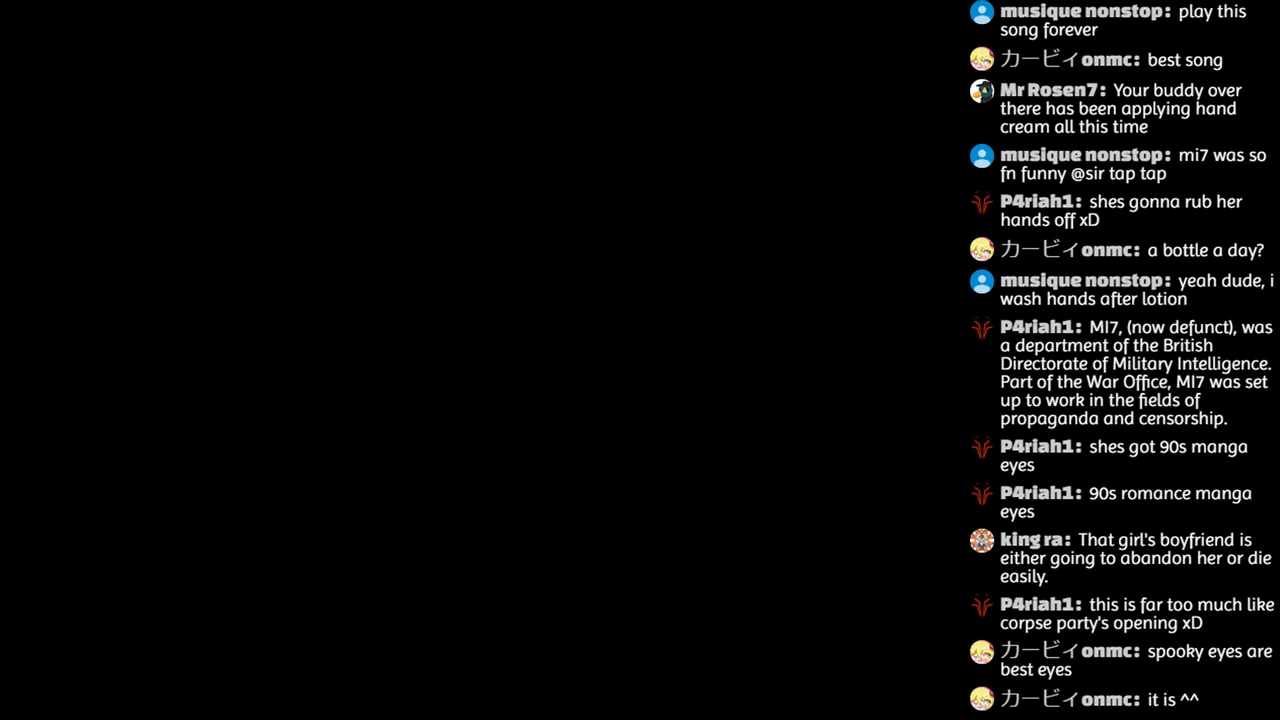 musique nonstop: play this
song forever
カービィonmc: best song
Mr Rosen7: Your buddy over
there has been applying hand
cream all this time
musique nonstop: mi7 was so
fn funny @sir tap tap
P4riah1: shes gonna rub her
hands off xD
カービィonmc: a bottle a day?
musique nonstop: yeah dude, i
wash hands after lotion
P4riah1: MI7, (now defunct), was
a department of the British
Directorate of Military Intelligence.
Part of the War Office, MI7 was set
up to work in the fields of
propaganda and censorship.
P4riah1: shes got 90s manga
eyes
P4riah1: 90s romance manga
eyes
king ra: That girl's boyfriend is
either going to abandon her or die
easily.
P4riah1: this is far too much like
corpse party's opening xD
カービィonmc: spooky eyes are
best eyes
カービィonmc: it is ^^